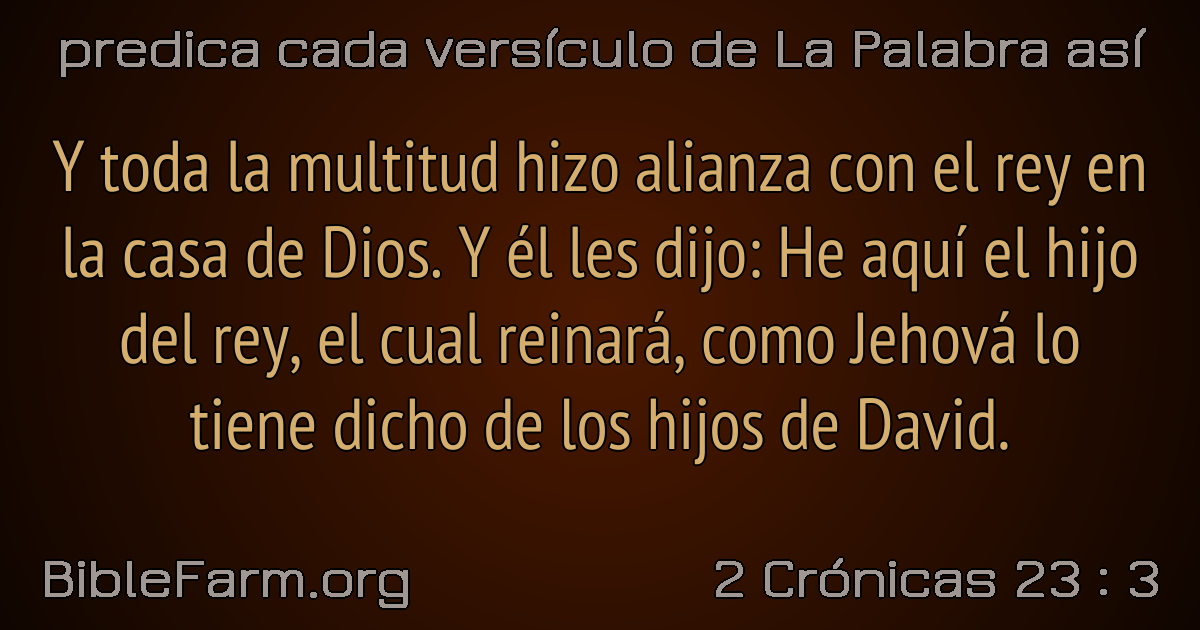 predica cada versículo de La Palabra así
Y toda la multitud hizo alianza con el rey en
la casa de Dios. Y él les dijo: He aquí el hijo
del rey, el cual reinará, como Jehová lo
tiene dicho de los hijos de David.
BibleFarm.org
2 Crónicas 23 : 3